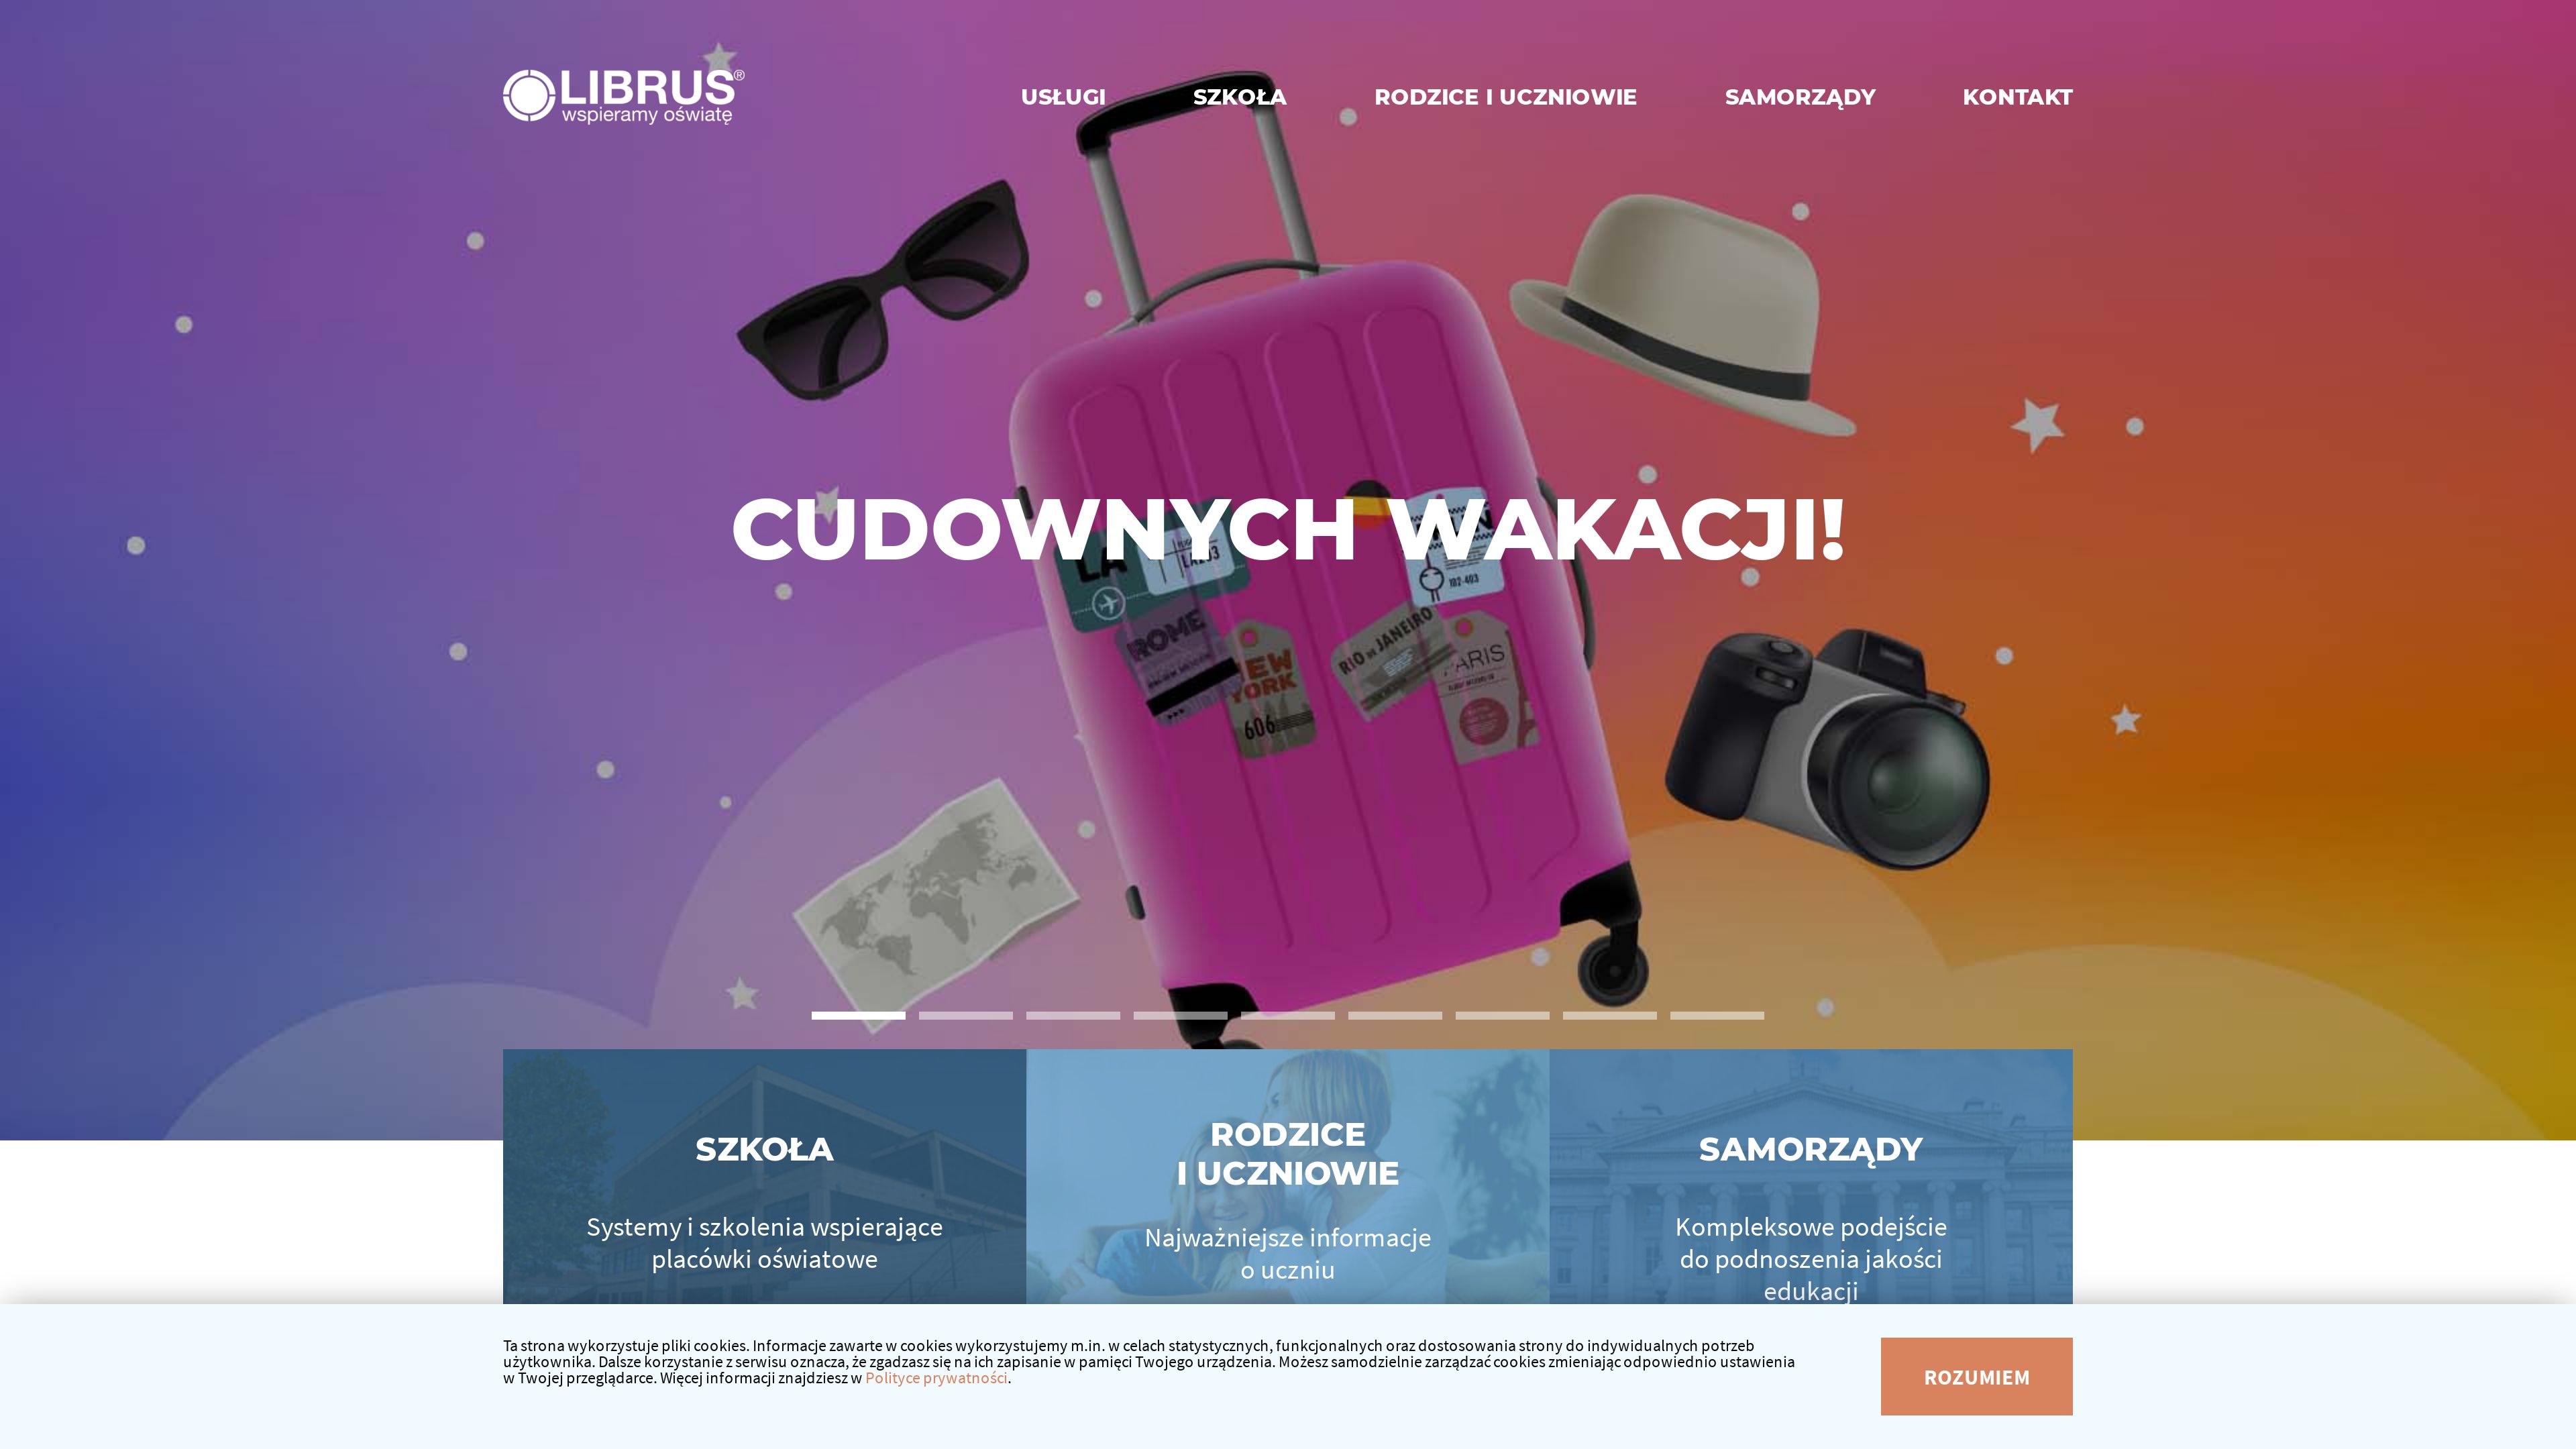 LIBRUS®
wspieramy oświatę
USŁUGI
SZKOŁA
RODZICE I UCZNIOWIE
SAMORZĄDY
KONTAKT
CUDOWNYCH WAKACJI!
LA
ROME
NEW
YORK
606
RIO DE JANEIRO
PARIS
102-403
SZKOŁA
Systemy i szkolenia wspierające
placówki oświatowe
RODZICE
I UCZNIOWIE
Najważniejsze informacje
o uczniu
SAMORZĄDY
Kompleksowe podejście
do podnoszenia jakości
edukacji
Ta strona wykorzystuje pliki cookies. Informacje zawarte w cookies wykorzystujemy m.in. w celach statystycznych, funkcjonalnych oraz dostosowania strony do indywidualnych potrzeb
użytkownika. Dalsze korzystanie z serwisu oznacza, że zgadzasz się na ich zapisanie w pamięci Twojego urządzenia. Możesz samodzielnie zarządzać cookies zmieniając odpowiednio ustawienia
w Twojej przeglądarce. Więcej informacji znajdziesz w Polityce prywatności.
ROZUMIEM